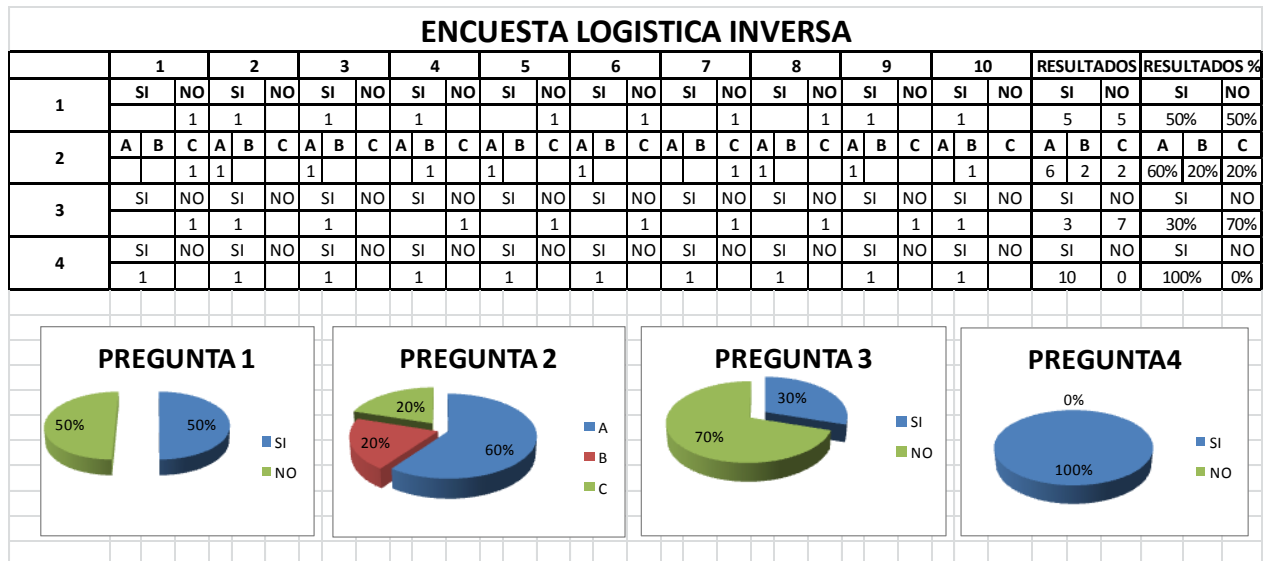 ENCUESTA LOGISTICA INVERSA
1 2 3 4 5 6 7 8 9 10 RESULTADOS RESULTADOS %
1
SI NO SI NO SI NO SI NO SI NO SI NO SI NO SI NO SI NO SI NO SI NO SI NO
1 1 1 1 1 1 1 1 1 1 5 5 50% 50%
2
A B C A B C A B C A B C A B C A B C A B C A B C A B C A B C A B C A B C
1 1 1 1 1 1 1 1 1 1 6 2 2 60% 20% 20%
3
SI NO SI NO SI NO SI NO SI NO SI NO SI NO SI NO SI NO SI NO SI NO SI NO
1 1 1 1 1 1 1 1 1 1 3 7 30% 70%
4
SI NO SI NO SI NO SI NO SI NO SI NO SI NO SI NO SI NO SI NO SI NO SI NO
1 1 1 1 1 1 1 1 1 1 10 0 100% 0%
PREGUNTA 1
50% 50%
SI
NO
PREGUNTA 2
20%
20% 60%
A
B
C
PREGUNTA 3
30%
70%
SI
NO
PREGUNTA4
0%
100%
SI
NO